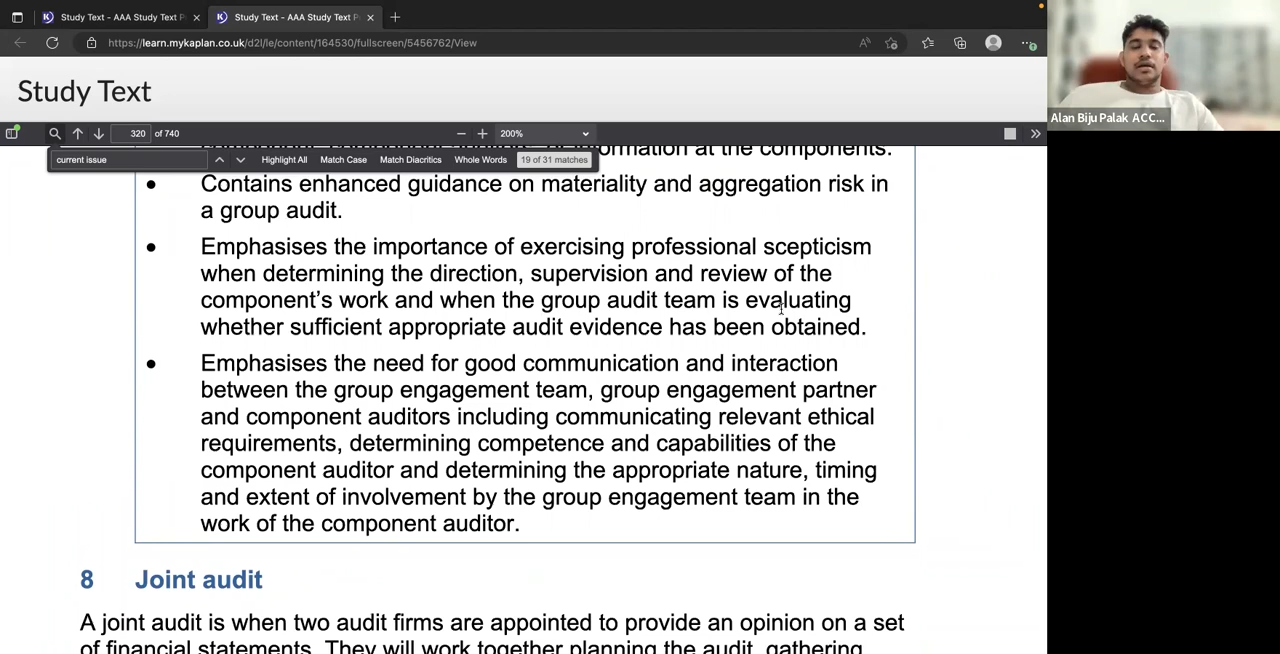 Study Text - AAA Study Text P
Study Text - AAA Study Text P
https://learn.mykaplan.co.uk/d2l/le/content/164530/fullscreen/5456762/View
Alan Biju Palak ACC...
Study Text
320 of 740
200%
current issue
Highlight All Match Case Match Diacritics Whole Words 19 of 31 matches
information at the components.
• Contains enhanced guidance on materiality and aggregation risk in
a group audit.
• Emphasises the importance of exercising professional scepticism
when determining the direction, supervision and review of the
component's work and when the group audit team is evaluating
whether sufficient appropriate audit evidence has been obtained.
• Emphasises the need for good communication and interaction
between the group engagement team, group engagement partner
and component auditors including communicating relevant ethical
requirements, determining competence and capabilities of the
component auditor and determining the appropriate nature, timing
and extent of involvement by the group engagement team in the
work of the component auditor.
8 Joint audit
A joint audit is when two audit firms are appointed to provide an opinion on a set
of financial statements. They will work together planning the audit, gathering